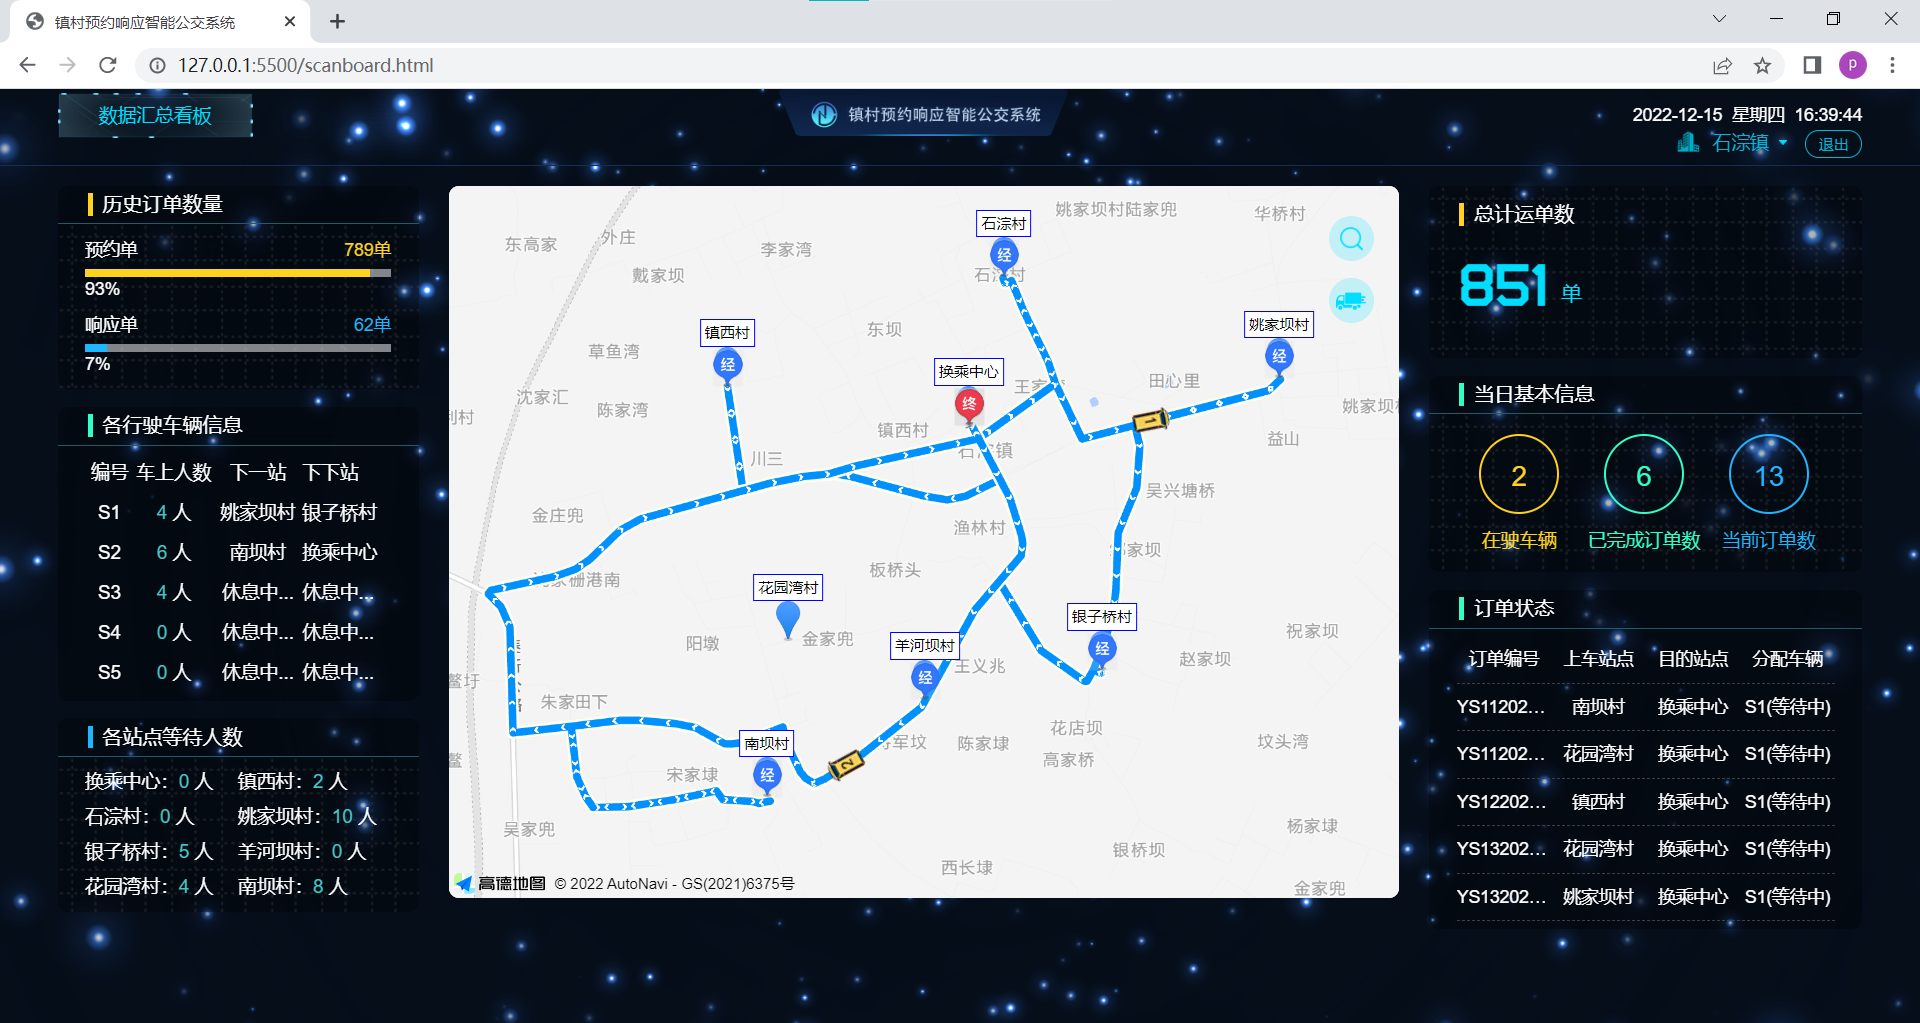 镇村预约响应智能公交系统
127.0.0.1:5500/scanboard.html
P
数据汇总看板
镇村预约响应智能公交系统
2022-12-15 星期四 16:39:44
石淙镇
退出
历史订单数量
预约单 789单
93%
响应单 62单
7%
各行驶车辆信息
编号 车上人数 下一站 下下站
S1 4 人 姚家坝村 银子桥村
S2 6 人 南坝村 换乘中心
S3 4 人 休息中... 休息中...
S4 0 人 休息中... 休息中...
S5 0 人 休息中... 休息中...
各站点等待人数
换乘中心: 0 人 镇西村: 2 人
石淙村: 0 人 姚家坝村: 10 人
银子桥村: 5 人 羊河坝村: 0 人
花园湾村: 4 人 南坝村: 8 人
石淙村
经
姚家坝村陆家兜
华桥村
东高家
外庄
李家湾
戴家坝
石淙村
镇西村
经
东坝
姚家坝村
经
草鱼湾
换乘中心
终
田心里
沈家汇
陈家湾
姚家坝村
利村
1
镇西村
益山
川三
石淙镇
吴兴塘桥
金庄兜
渔林村
板桥头
花园湾村
银子桥村
经
阳墩
金家兜
羊河坝村
经
王义兆
祝家坝
赵家坝
朱家田下
花店坝
南坝村
经
陈家埭
坟头湾
高家桥
2
宋家埭
吴家兜
杨家埭
银桥坝
西长埭
金家兜
高德地图 © 2022 AutoNavi - GS(2021)6375号
总计运单数
851 单
当日基本信息
2 6 13
在驶车辆 已完成订单数 当前订单数
订单状态
订单编号 上车站点 目的站点 分配车辆
YS11202... 南坝村 换乘中心 S1(等待中)
YS11202... 花园湾村 换乘中心 S1(等待中)
YS12202... 镇西村 换乘中心 S1(等待中)
YS13202... 花园湾村 换乘中心 S1(等待中)
YS13202... 姚家坝村 换乘中心 S1(等待中)